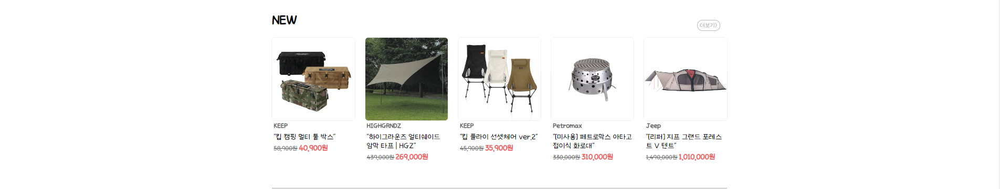 NEW
더보기>
KEEP
"킵 캠핑 멀티 툴 박스"
58,900원 40,900원
HIGHGRNDZ
"하이그라운즈 얼티쉐이드
암막 타프 | HGZ"
439,000원 269,000원
KEEP
"킵 플라이 선셋체어 ver.2"
45,900원 35,900원
Petromax
"[미사용] 페트로막스 아타고
접이식 화로대"
330,000원 310,000원
Jeep
"[리퍼] 지프 그랜드 포레스
트 V 텐트"
1,490,000원 1,010,000원